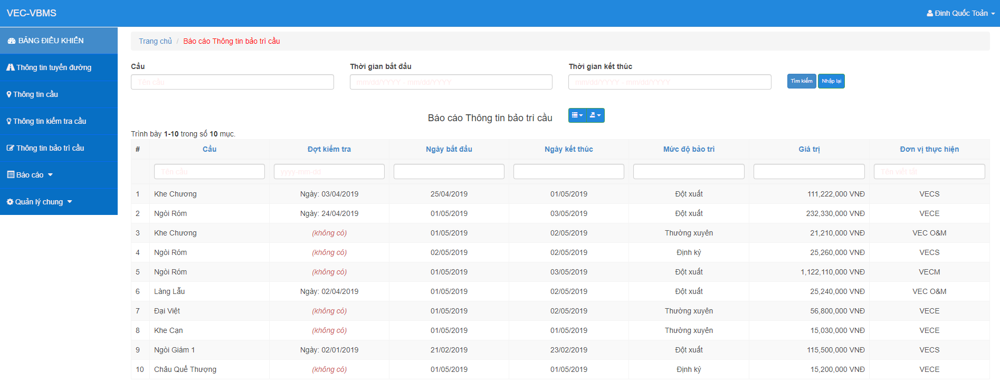 VEC-VBMS
Đinh Quốc Toản
BẢNG ĐIỀU KHIỂN
Thông tin tuyến đường
Thông tin cầu
Thông tin kiểm tra cầu
Thông tin bảo trì cầu
Báo cáo
Quản lý chung
Trang chủ / Báo cáo Thông tin bảo trì cầu
Cầu Thời gian bắt đầu Thời gian kết thúc
Tên cầu mm/dd/YYYY - mm/dd/YYYY mm/dd/YYYY - mm/dd/YYYY Tìm kiếm Nhập lại
Báo cáo Thông tin bảo trì cầu
Trình bày 1-10 trong số 10 mục.
# Cầu Đợt kiểm tra Ngày bắt đầu Ngày kết thúc Mức độ bảo trì Giá trị Đơn vị thực hiện
Tên cầu yyyy-mm-dd Tên viết tắt
1 Khe Chương Ngày: 03/04/2019 25/04/2019 01/05/2019 Đột xuất 111,222,000 VNĐ VECS
2 Ngòi Róm Ngày: 24/04/2019 01/05/2019 03/05/2019 Đột xuất 232,330,000 VNĐ VECE
3 Khe Chương (không có) 01/05/2019 02/05/2019 Thường xuyên 21,210,000 VNĐ VEC O&M
4 Ngòi Róm (không có) 02/05/2019 02/05/2019 Định kỳ 25,260,000 VNĐ VECS
5 Ngòi Róm (không có) 01/05/2019 03/05/2019 Đột xuất 1,122,110,000 VNĐ VECM
6 Làng Lẫu Ngày: 02/04/2019 01/05/2019 02/05/2019 Đột xuất 25,240,000 VNĐ VEC O&M
7 Đại Việt (không có) 01/05/2019 02/05/2019 Thường xuyên 56,800,000 VNĐ VECE
8 Khe Cạn (không có) 01/05/2019 01/05/2019 Thường xuyên 15,030,000 VNĐ VECE
9 Ngòi Giám 1 Ngày: 02/01/2019 21/02/2019 23/02/2019 Đột xuất 115,500,000 VNĐ VECS
10 Châu Quế Thượng (không có) 01/05/2019 01/05/2019 Định kỳ 15,200,000 VNĐ VECE